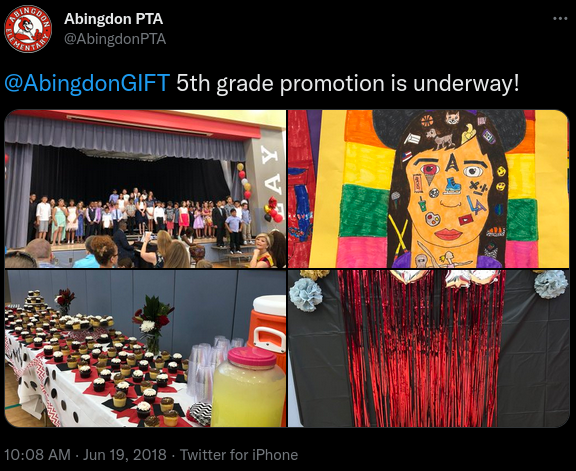 Abingdon PTA
@AbingdonPTA
ABINGDON
ELEMENTARY
@AbingdonGIFT 5th grade promotion is underway!
LAY
10:08 AM · Jun 19, 2018 · Twitter for iPhone